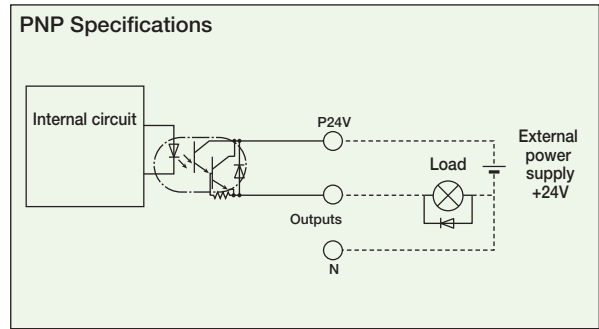 PNP Specifications
Internal circuit
P24V
External
power
supply
+24V
Load
Outputs
N